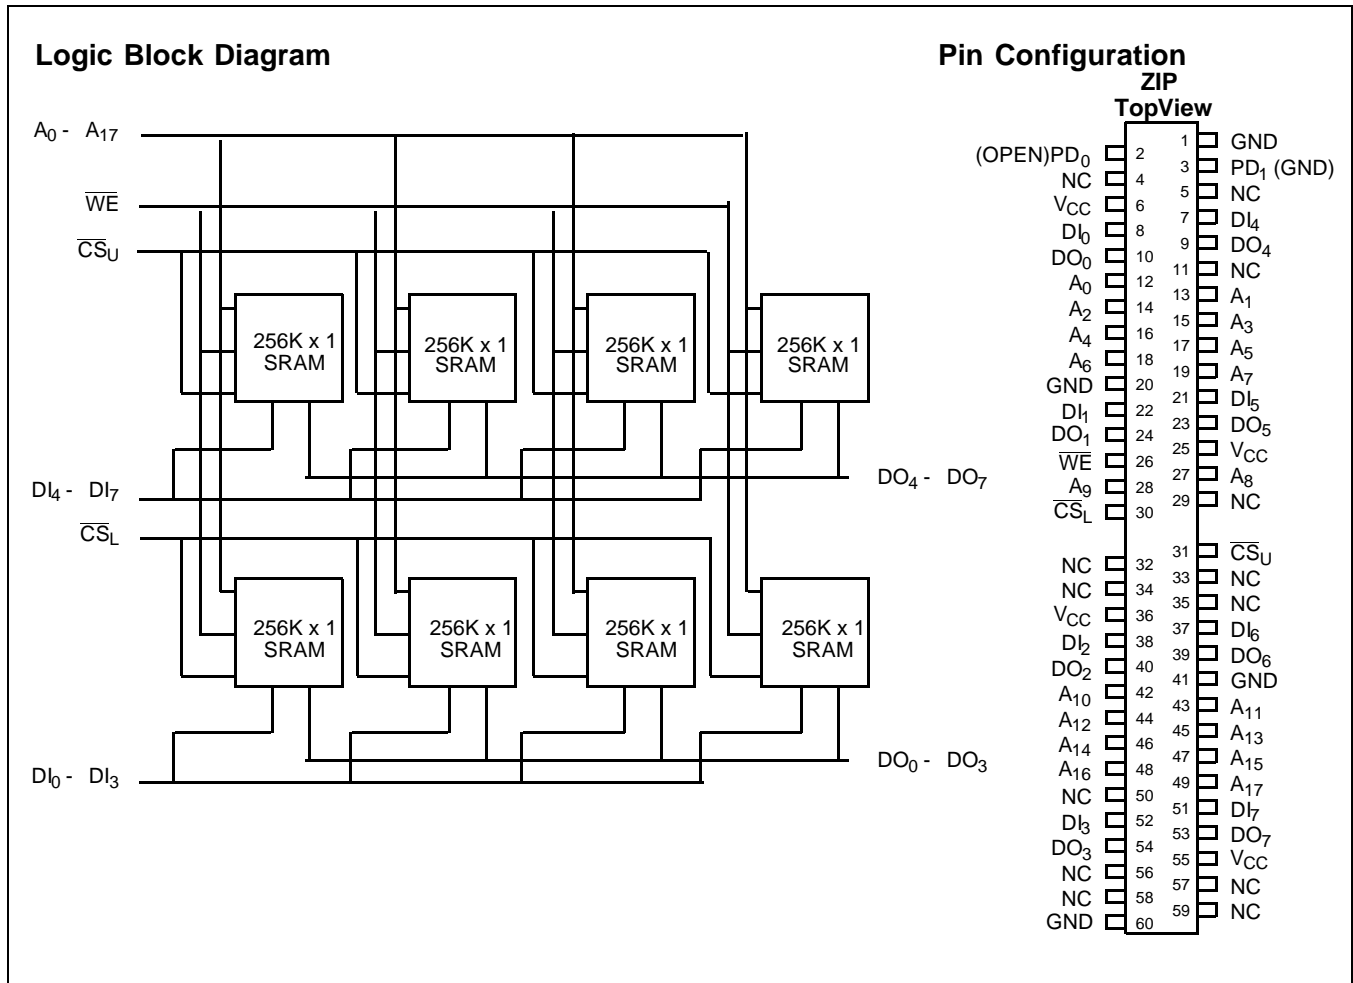 Logic Block Diagram
A0 - A17
W̅E̅
C̅S̅U
256K x 1
SRAM
256K x 1
SRAM
256K x 1
SRAM
256K x 1
SRAM
DI4 - DI7
DO4 - DO7
C̅S̅L
256K x 1
SRAM
256K x 1
SRAM
256K x 1
SRAM
256K x 1
SRAM
DI0 - DI3
DO0 - DO3
Pin Configuration
ZIP
TopView
1 GND
(OPEN)PD0 2
3 PD1 (GND)
NC 4
5 NC
VCC 6
7 DI4
DI0 8
9 DO4
DO0 10
11 NC
A0 12
13 A1
A2 14
15 A3
A4 16
17 A5
A6 18
19 A7
GND 20
21 DI5
DI1 22
23 DO5
DO1 24
25 VCC
W̅E̅ 26
27 A8
A9 28
29 NC
C̅S̅L 30
31 C̅S̅U
NC 32
33 NC
NC 34
35 NC
VCC 36
37 DI6
DI2 38
39 DO6
DO2 40
41 GND
A10 42
43 A11
A12 44
45 A13
A14 46
47 A15
A16 48
49 A17
NC 50
51 DI7
DI3 52
53 DO7
DO3 54
55 VCC
NC 56
57 NC
NC 58
59 NC
GND 60